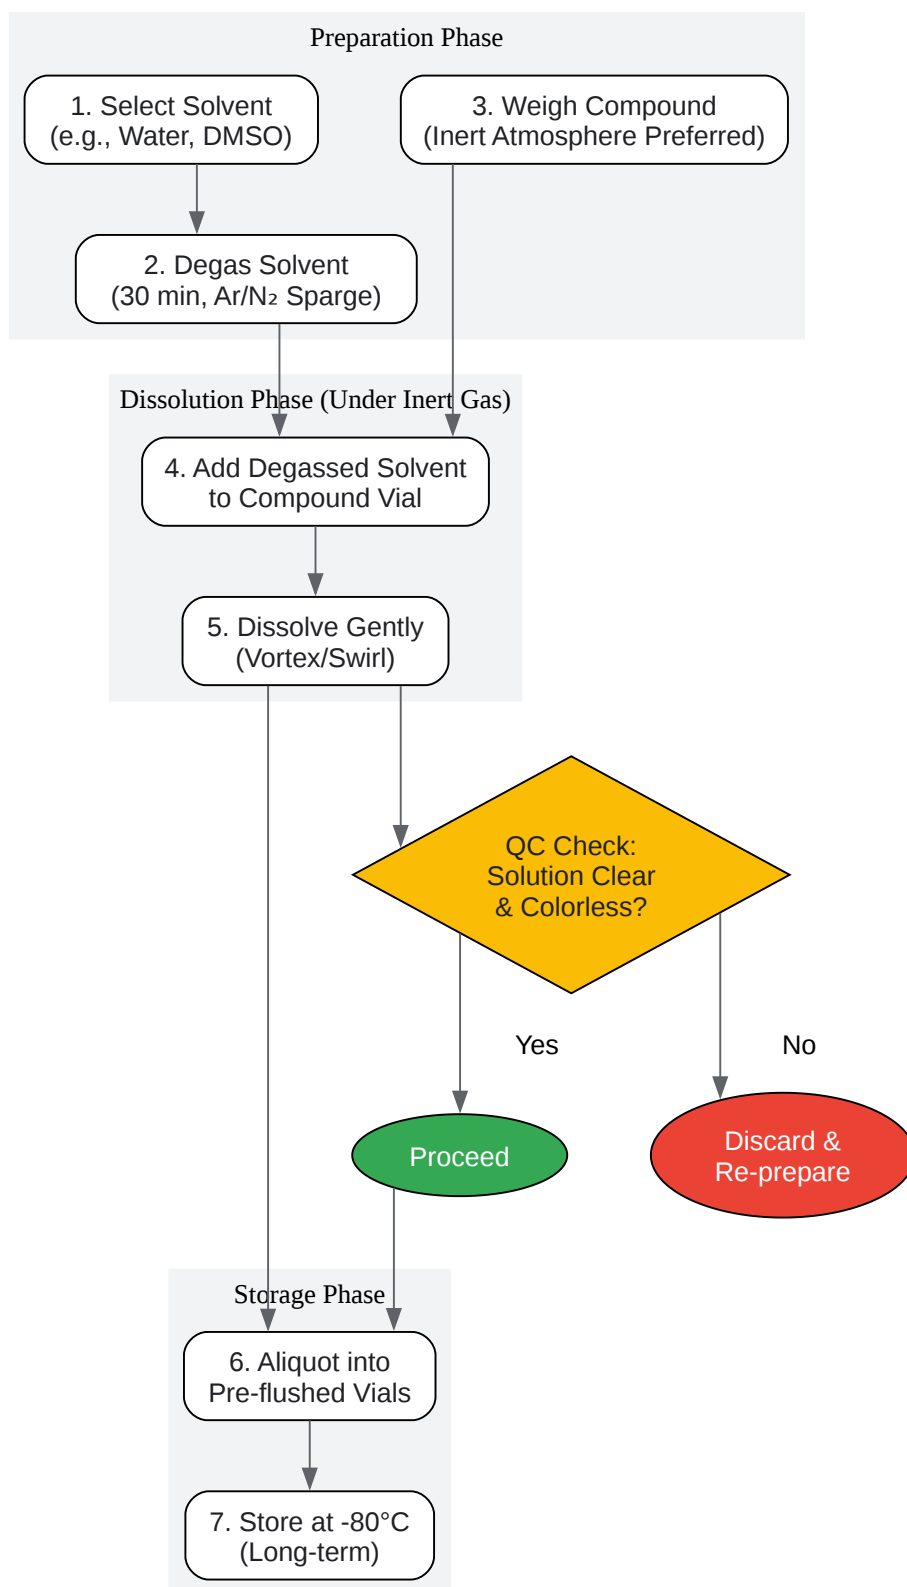 Preparation Phase
1. Select Solvent
(e.g., Water, DMSO)
3. Weigh Compound
(Inert Atmosphere Preferred)
2. Degas Solvent
(30 min, Ar/N₂ Sparge)
Dissolution Phase (Under Inert Gas)
4. Add Degassed Solvent
to Compound Vial
5. Dissolve Gently
(Vortex/Swirl)
QC Check:
Solution Clear
& Colorless?
Yes
No
Proceed
Discard &
Re-prepare
Storage Phase
6. Aliquot into
Pre-flushed Vials
7. Store at -80°C
(Long-term)